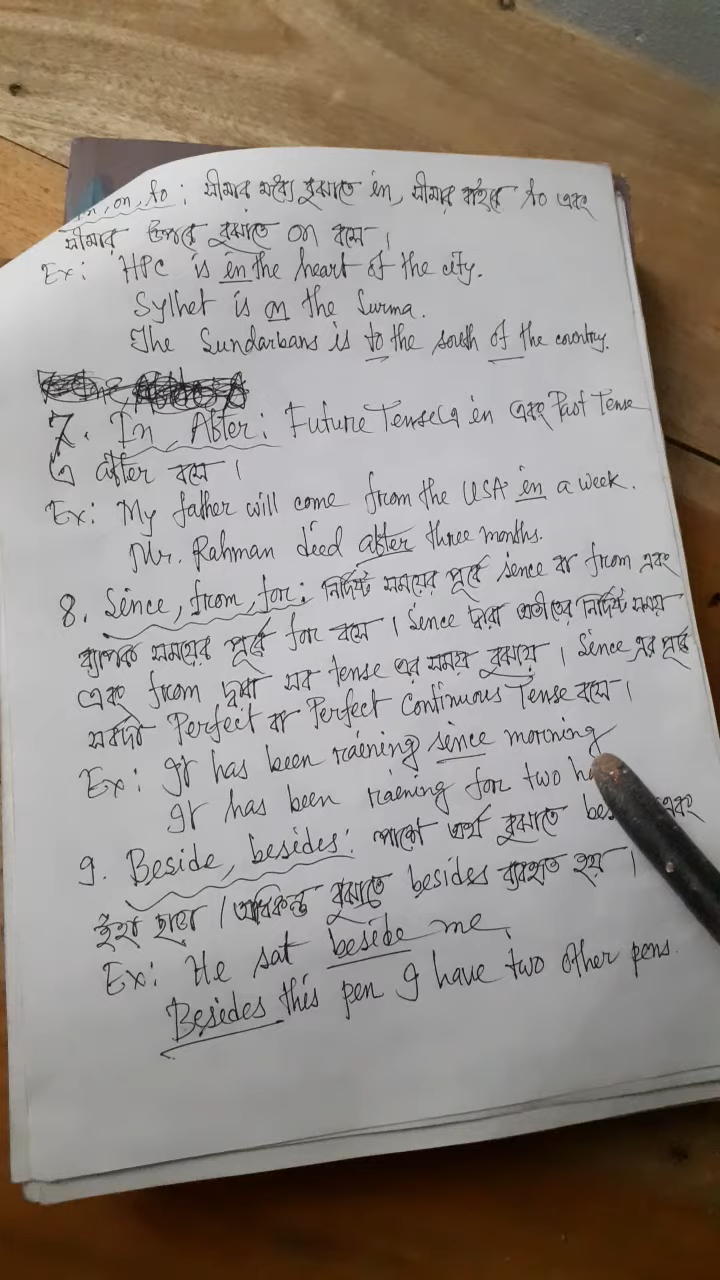 in, on, to : সীমার মধ্যে বুঝাতে in, সীমার বাইরে to এবং
সীমার উপরে বুঝাতে on বসে ।
Ex: HPC is in the heart of the city.
Sylhet is on the Surma.
The Sundarbans is to the south of the country.
7. In, After: Future Tense এ in এবং Past Tense
এ after বসে ।
Ex: My father will come from the USA in a week.
Mr. Rahman died after three months.
8. Since, from, for: নির্দিষ্ট সময়ের পূর্বে since বা from এবং
ব্যাপক সময়ের পূর্বে for বসে । Since দ্বারা অতীতের নির্দিষ্ট সময়
এবং from দ্বারা সব tense এর সময় বুঝায় । Since এর পূর্বে
সর্বদা Perfect বা Perfect Continuous Tense বসে ।
Ex: It has been raining since morning
It has been raining for two
9. Beside, besides: পাশে অর্থ বুঝাতে এবং
ইহা ছাড়া / অধিকন্তু বুঝাতে besides ব্যবহৃত হয় ।
Ex: He sat beside me.
Besides this pen I have two other pens.